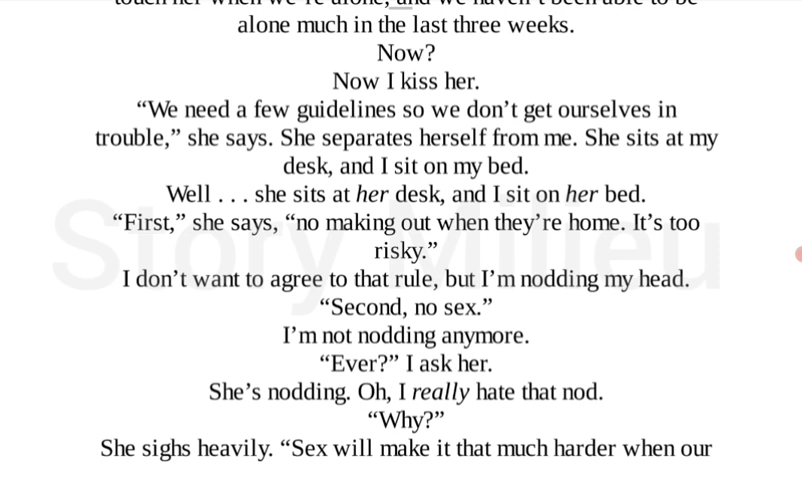 alone much in the last three weeks.
Now?
Now I kiss her.
“We need a few guidelines so we don’t get ourselves in
trouble,” she says. She separates herself from me. She sits at my
desk, and I sit on my bed.
Well . . . she sits at her desk, and I sit on her bed.
“First,” she says, “no making out when they’re home. It’s too
risky.”
I don’t want to agree to that rule, but I’m nodding my head.
“Second, no sex.”
I’m not nodding anymore.
“Ever?” I ask her.
She’s nodding. Oh, I really hate that nod.
“Why?”
She sighs heavily. “Sex will make it that much harder when our